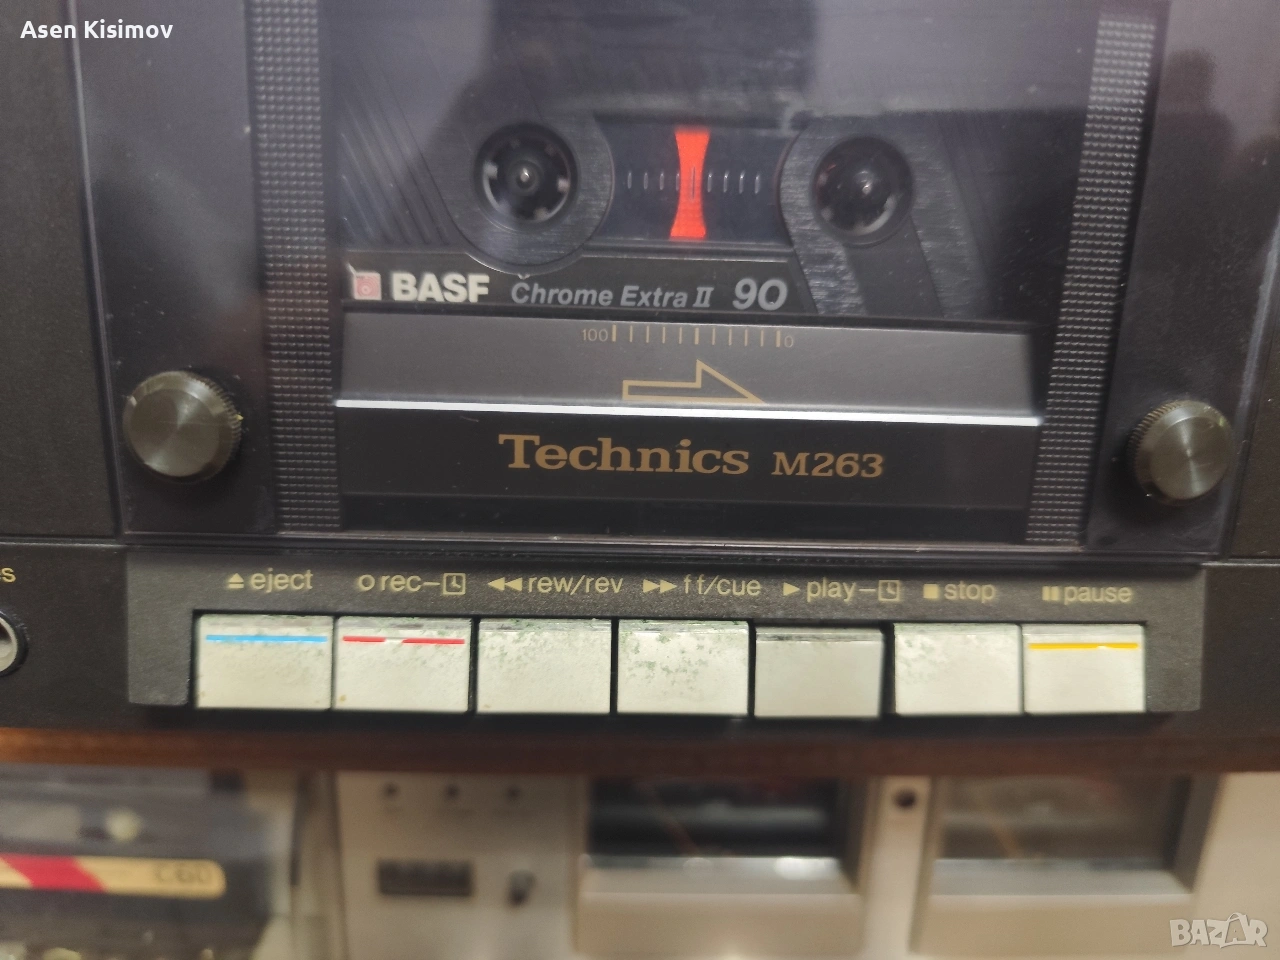 Asen Kisimov
BASF Chrome Extra II 90
100 0
Technics M263
eject rec rew/rev ff/cue play stop pause
s
C60
BAZAR